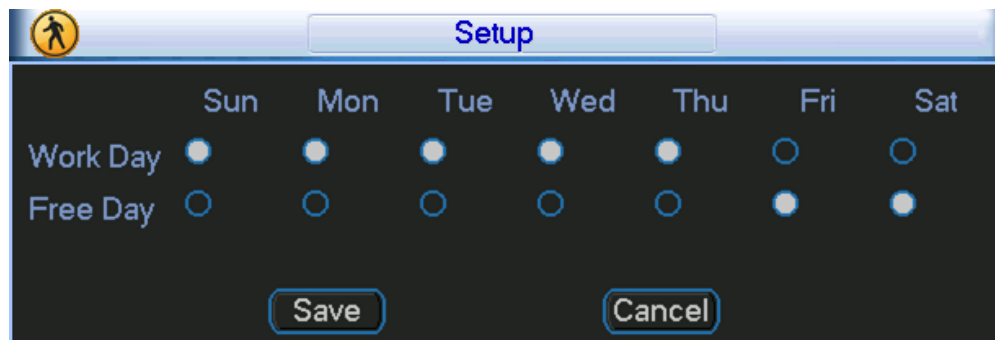 Setup
Sun Mon Tue Wed Thu Fri Sat
Work Day
Free Day
Save Cancel